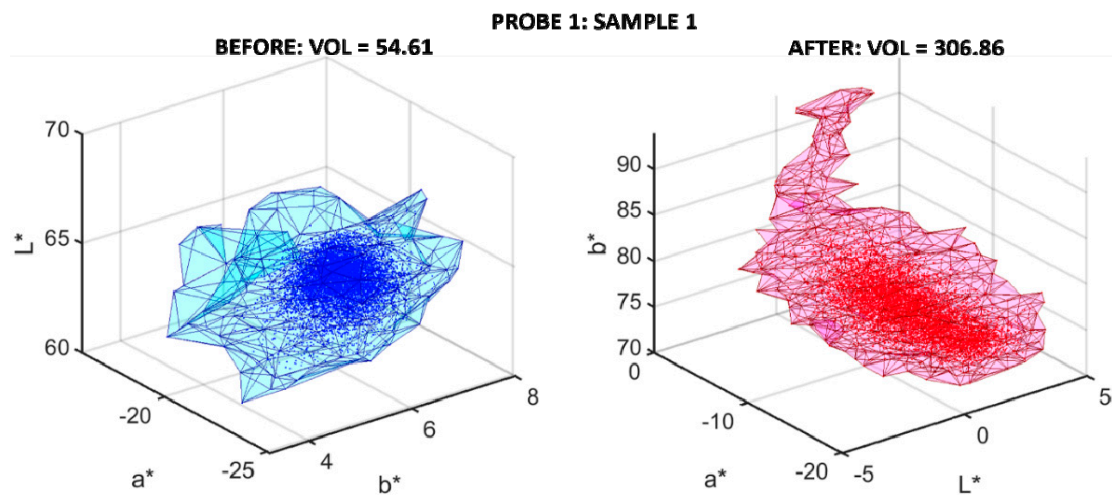 PROBE 1: SAMPLE 1
BEFORE: VOL = 54.61
70
65
60
L*
-20
-25
a*
4
6
8
b*
AFTER: VOL = 306.86
90
85
80
75
70
b*
0
-10
-20
a*
-5
0
5
L*